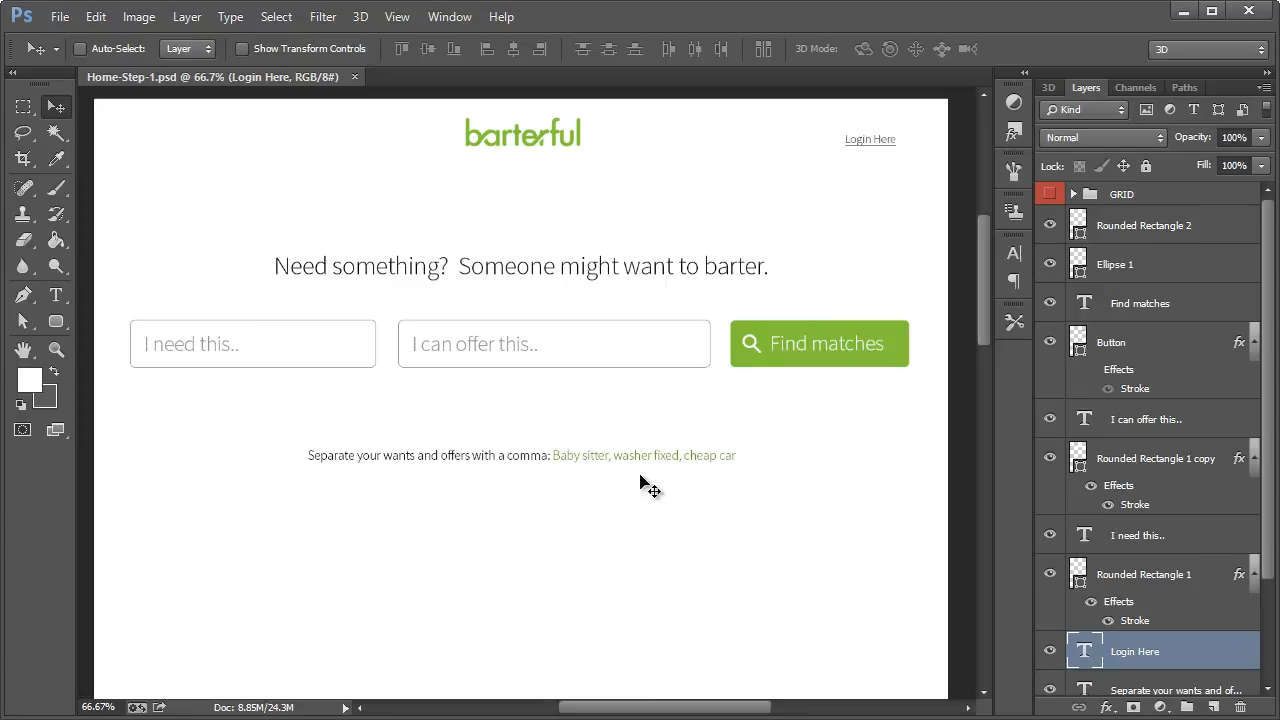 Ps File Edit Image Layer Type Select Filter 3D View Window Help
Auto-Select: Layer Show Transform Controls 3D Mode: 3D
Home-Step-1.psd @ 66.7% (Login Here, RGB/8#) ×
barterful
Login Here
Need something? Someone might want to barter.
I need this.. I can offer this.. Find matches
Separate your wants and offers with a comma: Baby sitter, washer fixed, cheap car
66.67% Doc: 8.85M/24.3M
3D Layers Channels Paths
Kind
Normal Opacity: 100%
Lock: Fill: 100%
GRID
Rounded Rectangle 2
Ellipse 1
Find matches
Button fx
Effects
Stroke
I can offer this..
Rounded Rectangle 1 copy fx
Effects
Stroke
I need this..
Rounded Rectangle 1 fx
Effects
Stroke
Login Here
Separate your wants and of...
fx